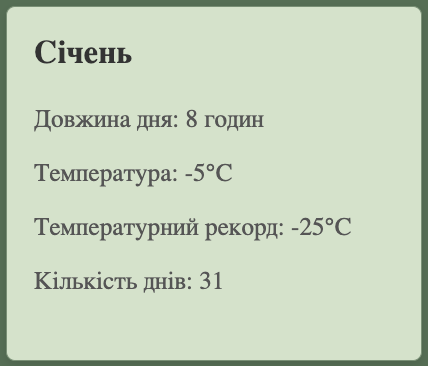 Січень
Довжина дня: 8 годин
Температура: -5°C
Температурний рекорд: -25°C
Кількість днів: 31